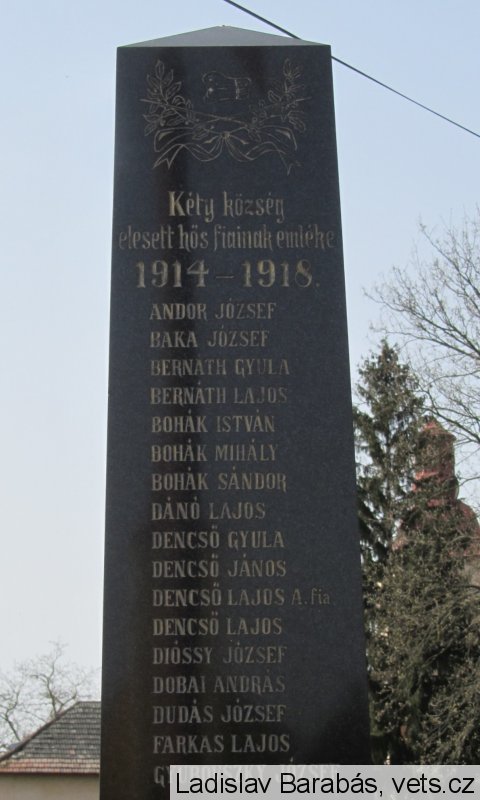 Kéty község
elesett hős fiainak emléke
1914 – 1918.
ANDOR JÓZSEF
BAKA JÓZSEF
BERNÁTH GYULA
BERNÁTH LAJOS
BOHÁK ISTVÁN
BOHÁK MIHÁLY
BOHÁK SÁNDOR
DÁNÓ LAJOS
DENCSŐ GYULA
DENCSŐ JÁNOS
DENCSŐ LAJOS A. fia
DENCSŐ LAJOS
DIÓSSY JÓZSEF
DOBAI ANDRÁS
DUDÁS JÓZSEF
FARKAS LAJOS
JÓZSEF
Ladislav Barabás, vets.cz